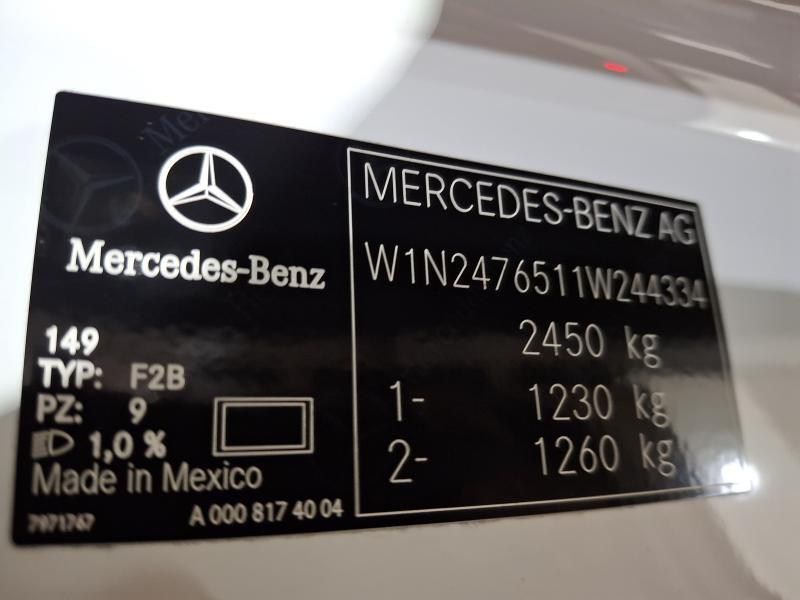 Mercedes-Benz
149
TYP: F2B
PZ: 9
1,0 %
Made in Mexico
7971767
A 000 817 40 04
MERCEDES-BENZ AG
W1N2476511W244334
2450 kg
1- 1230 kg
2- 1260 kg